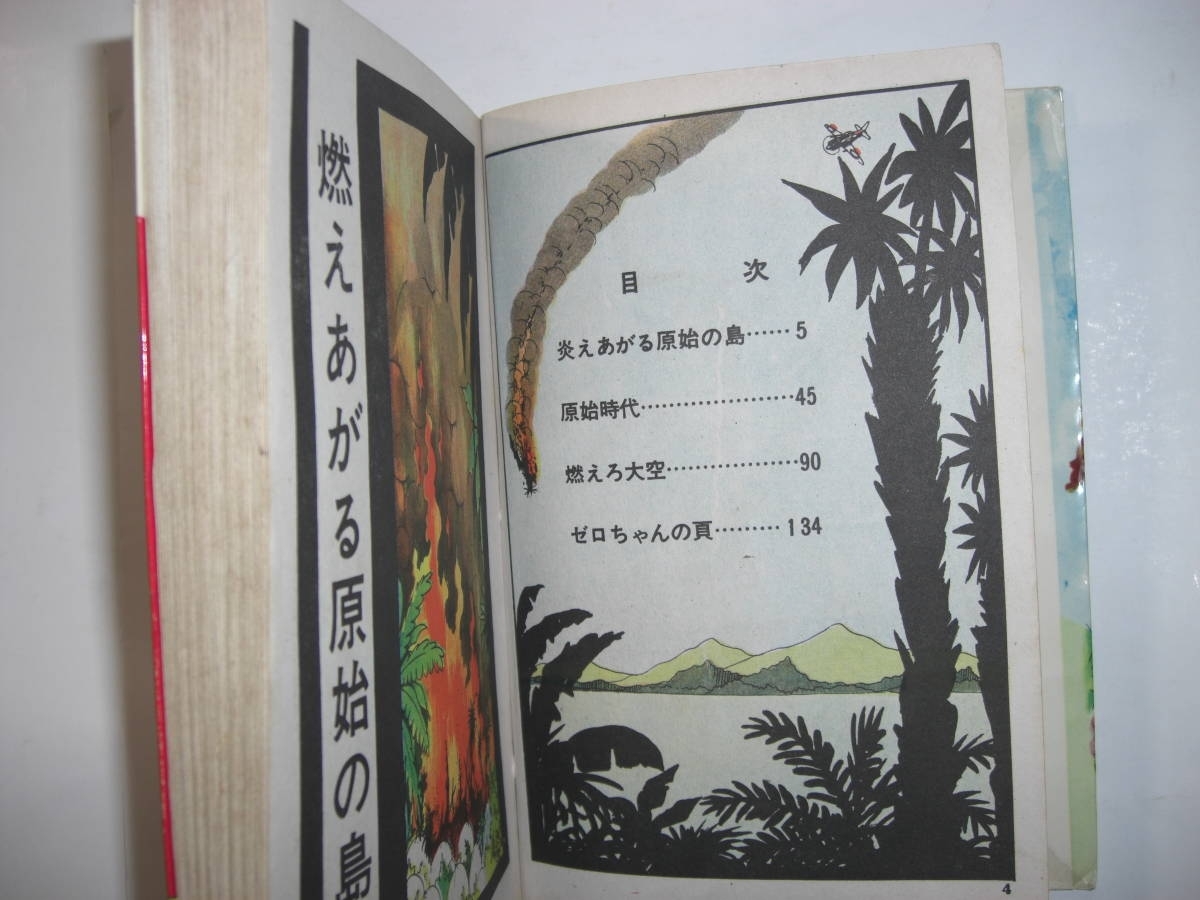 燃えあがる原始の島
目次
炎えあがる原始の島……5
原始時代…………………45
燃えろ大空………………90
ゼロちゃんの頁………134
4